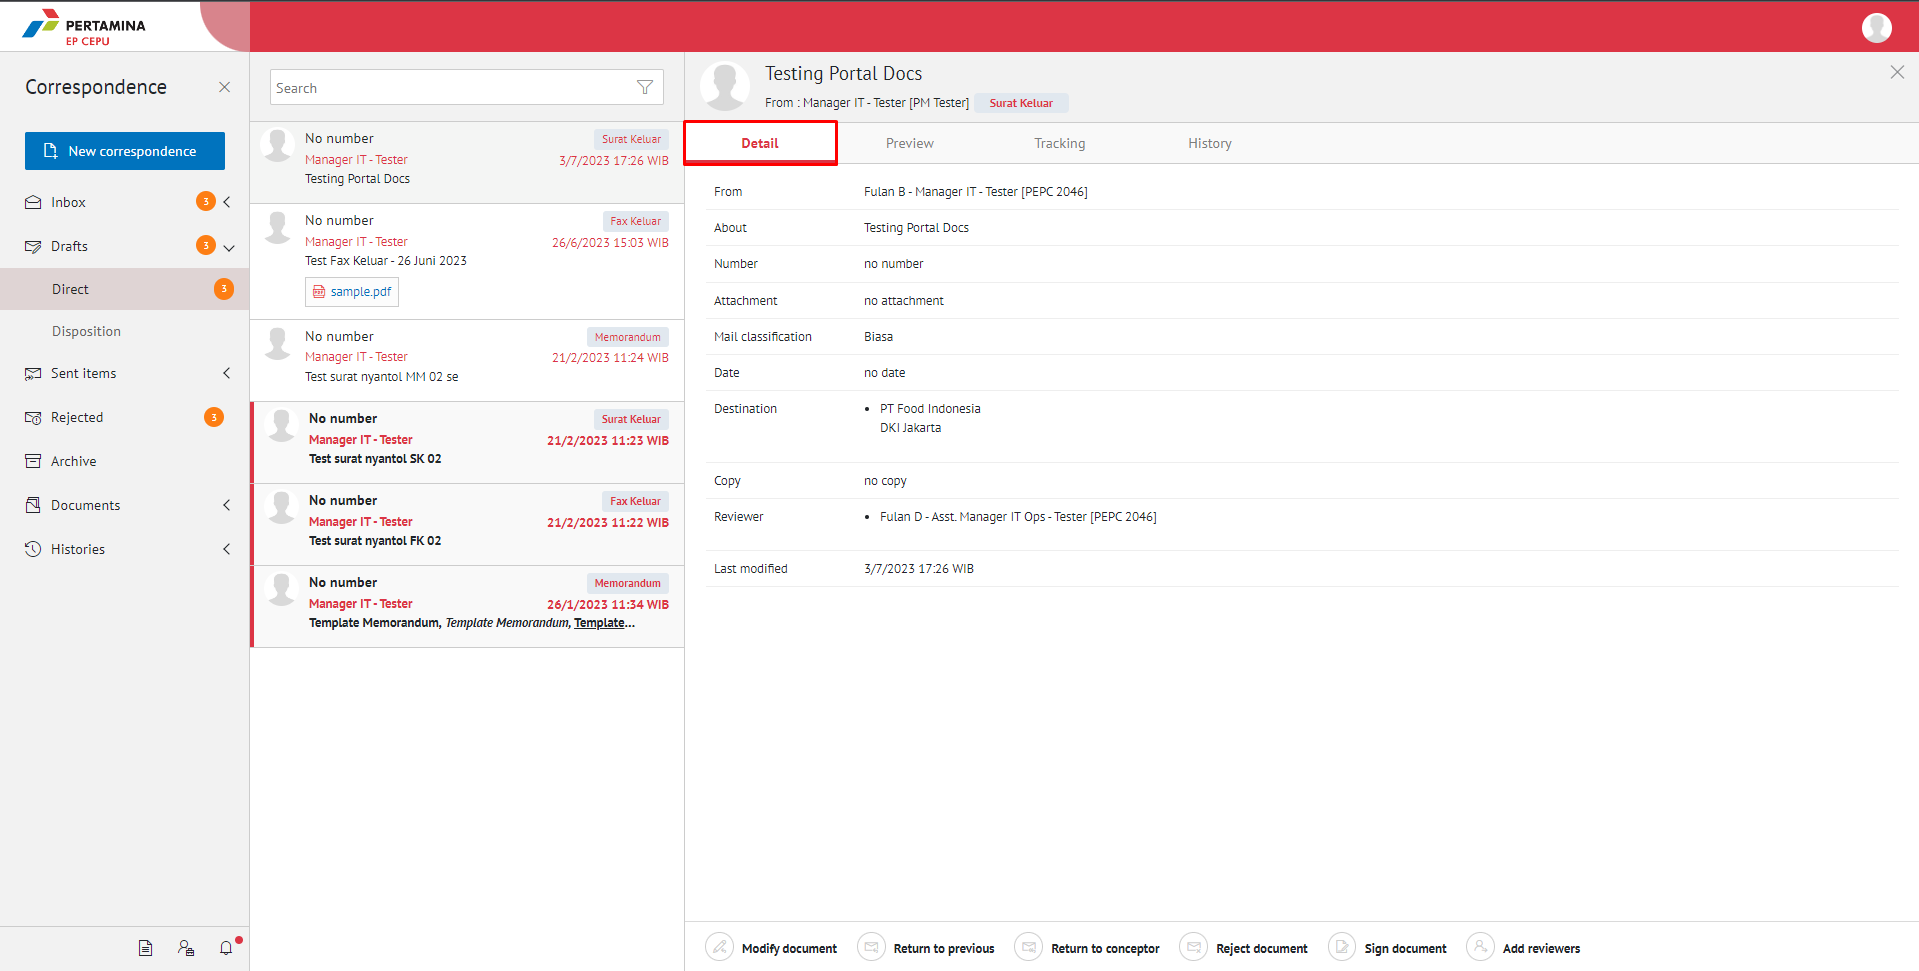 PERTAMINA
EP CEPU
Correspondence
New correspondence
Inbox 3
Drafts 3
Direct 3
Disposition
Sent items
Rejected 3
Archive
Documents
Histories
Search
No number Surat Keluar
Manager IT - Tester 3/7/2023 17:26 WIB
Testing Portal Docs
No number Fax Keluar
Manager IT - Tester 26/6/2023 15:03 WIB
Test Fax Keluar - 26 Juni 2023
sample.pdf
No number Memorandum
Manager IT - Tester 21/2/2023 11:24 WIB
Test surat nyantol MM 02 se
No number Surat Keluar
Manager IT - Tester 21/2/2023 11:23 WIB
Test surat nyantol SK 02
No number Fax Keluar
Manager IT - Tester 21/2/2023 11:22 WIB
Test surat nyantol FK 02
No number Memorandum
Manager IT - Tester 26/1/2023 11:34 WIB
Template Memorandum, Template Memorandum, Template...
Testing Portal Docs
From : Manager IT - Tester [PM Tester] Surat Keluar
Detail Preview Tracking History
From Fulan B - Manager IT - Tester [PEPC 2046]
About Testing Portal Docs
Number no number
Attachment no attachment
Mail classification Biasa
Date no date
Destination • PT Food Indonesia
DKI Jakarta
Copy no copy
Reviewer • Fulan D - Asst. Manager IT Ops - Tester [PEPC 2046]
Last modified 3/7/2023 17:26 WIB
Modify document Return to previous Return to conceptor Reject document Sign document Add reviewers